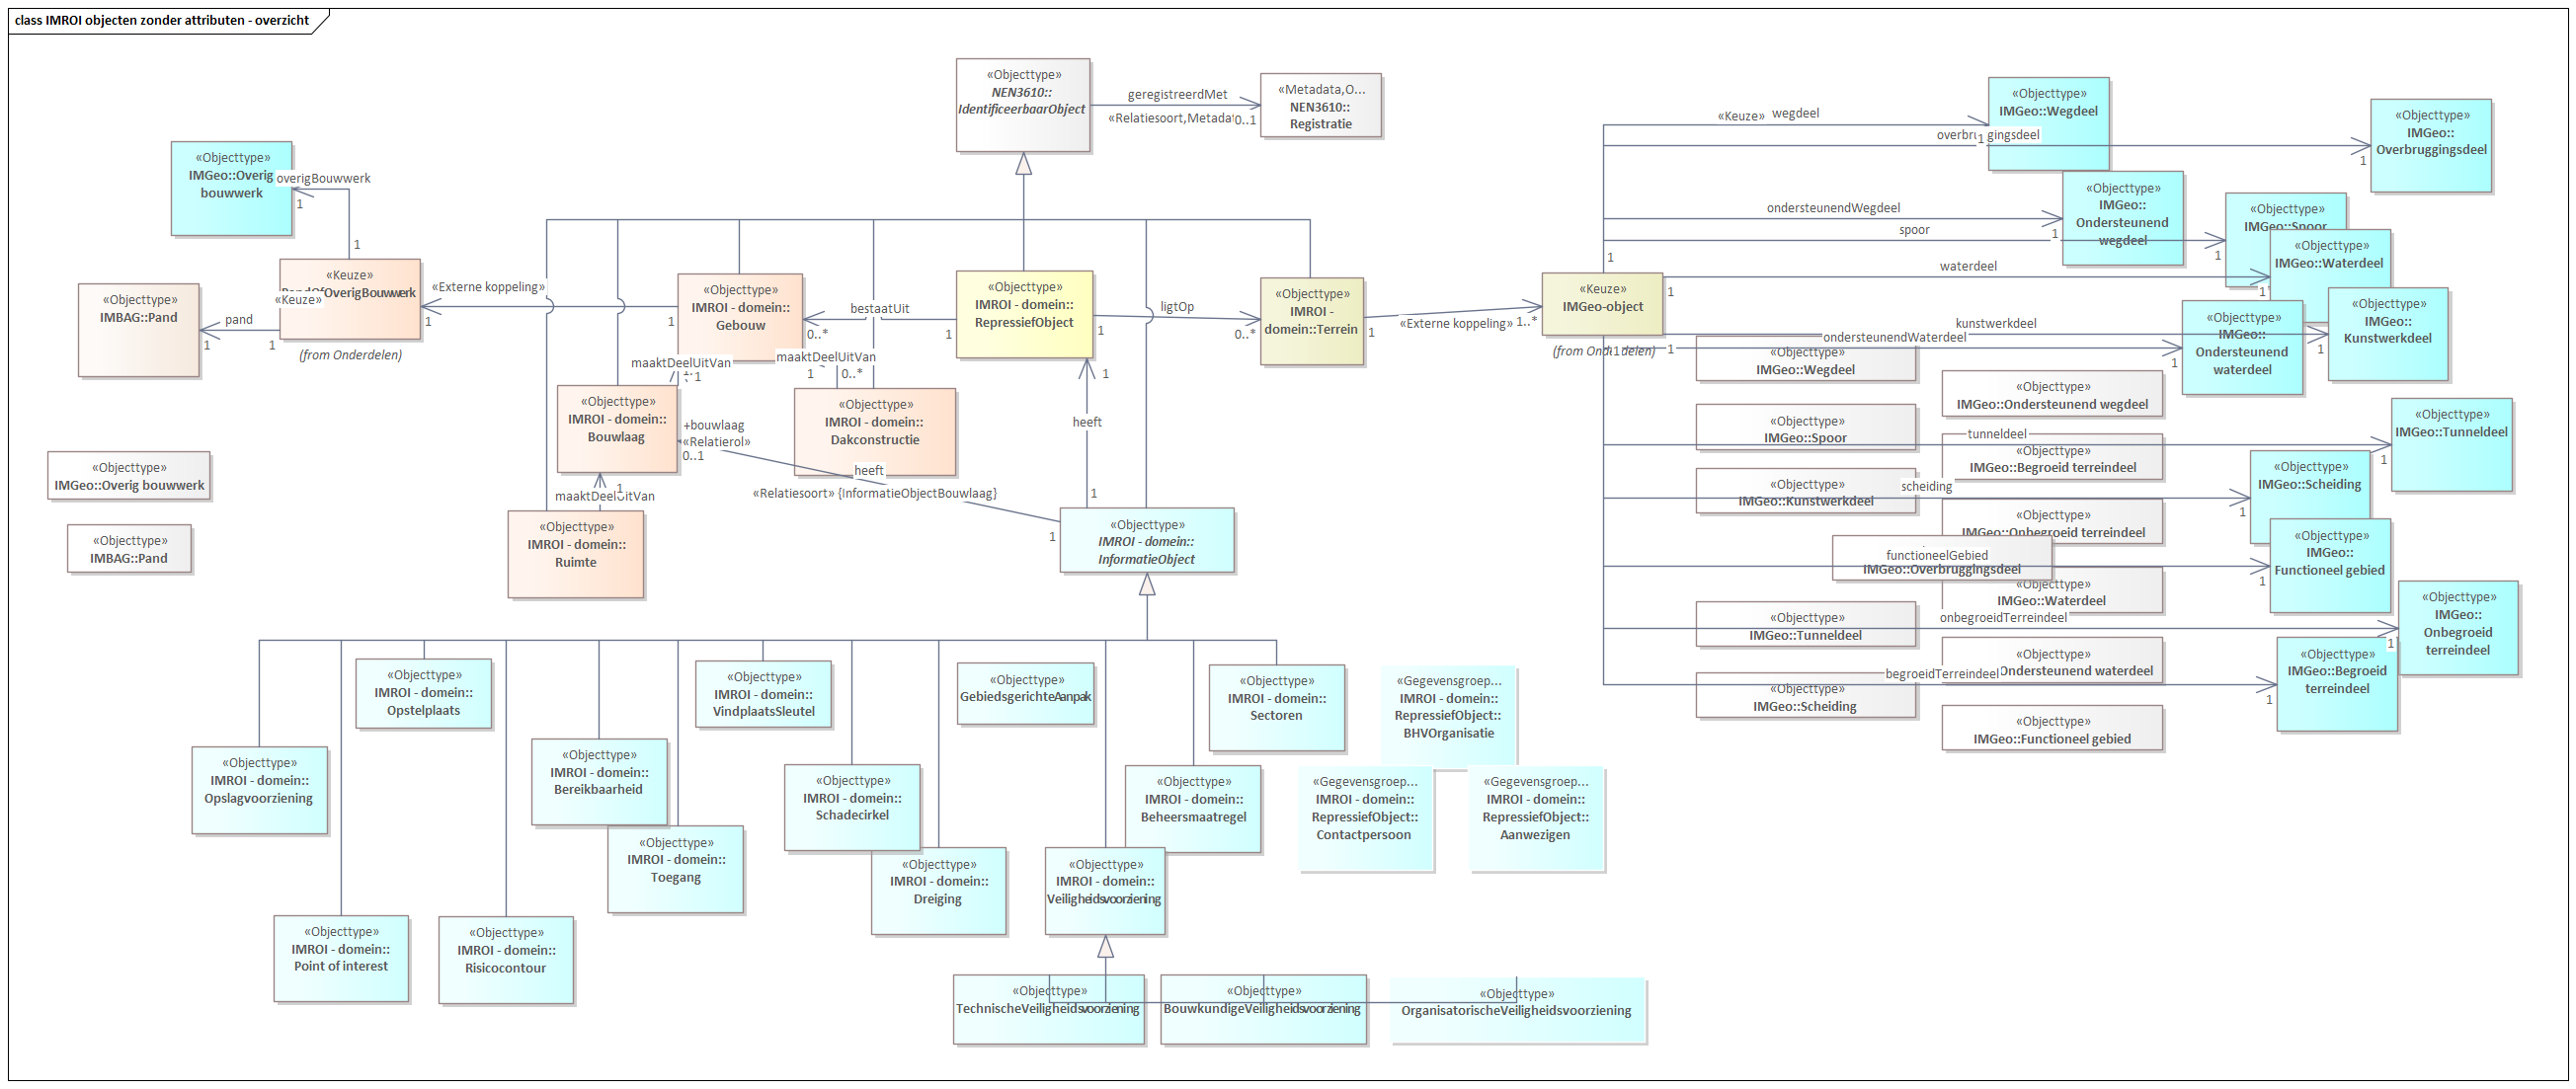 class IMROI objecten zonder attributen - overzicht
«Objecttype»
NEN3610::
IdentificeerbaarObject
geregistreerdMet
«Relatiesoort,Metada
0..1
«Metadata,O...
NEN3610::
Registratie
«Objecttype»
IMGeo::Overig
bouwwerk
overigBouwwerk
1
1
«Keuze»
OverigBouwwerk
«Keuze»
(from Onderdelen)
«Objecttype»
IMBAG::Pand
pand
1
1
«Externe koppeling»
1
1
«Objecttype»
IMROI - domein::
Gebouw
bestaatUit
0..*
1
«Objecttype»
IMROI - domein::
RepressiefObject
1
ligtOp
0..*
«Objecttype»
IMROI -
domein::Terrein
1
«Externe koppeling»
1..*
«Keuze»
IMGeo-object
(from Onderdelen)
maaktDeelUitVan
1
maaktDeelUitVan
1
0..*
«Objecttype»
IMROI - domein::
Bouwlaag
«Objecttype»
IMROI - domein::
Dakconstructie
+bouwlaag
«Relatierol»
0..1
heeft
«Relatiesoort» {InformatieObjectBouwlaag}
1
heeft
1
1
maaktDeelUitVan
1
«Objecttype»
IMROI - domein::
Ruimte
«Objecttype»
IMROI - domein::
InformatieObject
«Objecttype»
IMGeo::Overig bouwwerk
«Objecttype»
IMBAG::Pand
«Keuze»
wegdeel
1
«Objecttype»
IMGeo::Wegdeel
overbruggingsdeel
1
«Objecttype»
IMGeo::
Overbruggingsdeel
ondersteunendWegdeel
1
«Objecttype»
IMGeo::
Ondersteunend
wegdeel
spoor
1
«Objecttype»
IMGeo::Spoor
1
waterdeel
1
1
«Objecttype»
IMGeo::Waterdeel
kunstwerkdeel
1
«Objecttype»
IMGeo::
Kunstwerkdeel
ondersteunendWaterdeel
1
1
1
«Objecttype»
IMGeo::
Ondersteunend
waterdeel
«Objecttype»
IMGeo::Wegdeel
«Objecttype»
IMGeo::Ondersteunend wegdeel
«Objecttype»
IMGeo::Spoor
tunneldeel
1
«Objecttype»
IMGeo::Tunneldeel
«Objecttype»
IMGeo::Begroeid terreindeel
«Objecttype»
IMGeo::Kunstwerkdeel
scheiding
1
«Objecttype»
IMGeo::Scheiding
«Objecttype»
IMGeo::Onbegroeid terreindeel
functioneelGebied
IMGeo::Overbruggingsdeel
1
«Objecttype»
IMGeo::
Functioneel gebied
«Objecttype»
IMGeo::Waterdeel
«Objecttype»
IMGeo::Tunneldeel
onbegroeidTerreindeel
1
«Objecttype»
IMGeo::
Onbegroeid
terreindeel
«Objecttype»
Ondersteunend waterdeel
begroeidTerreindeel
1
«Objecttype»
IMGeo::Begroeid
terreindeel
«Objecttype»
IMGeo::Scheiding
«Objecttype»
IMGeo::Functioneel gebied
«Objecttype»
IMROI - domein::
Opslagvoorziening
«Objecttype»
IMROI - domein::
Point of interest
«Objecttype»
IMROI - domein::
Opstelplaats
«Objecttype»
IMROI - domein::
Risicocontour
«Objecttype»
IMROI - domein::
Bereikbaarheid
«Objecttype»
IMROI - domein::
Toegang
«Objecttype»
IMROI - domein::
VindplaatsSleutel
«Objecttype»
IMROI - domein::
Schadecirkel
«Objecttype»
IMROI - domein::
Dreiging
«Objecttype»
GebiedsgerichteAanpak
«Objecttype»
IMROI - domein::
Veiligheidsvoorziening
«Objecttype»
IMROI - domein::
Beheersmaatregel
«Objecttype»
IMROI - domein::
Sectoren
«Gegevensgroep...
IMROI - domein::
RepressiefObject::
BHVOrganisatie
«Gegevensgroep...
IMROI - domein::
RepressiefObject::
Contactpersoon
«Gegevensgroep...
IMROI - domein::
RepressiefObject::
Aanwezigen
«Objecttype»
TechnischeVeiligheidsvoorziening
«Objecttype»
BouwkundigeVeiligheidsvoorziening
«Objecttype»
OrganisatorischeVeiligheidsvoorziening